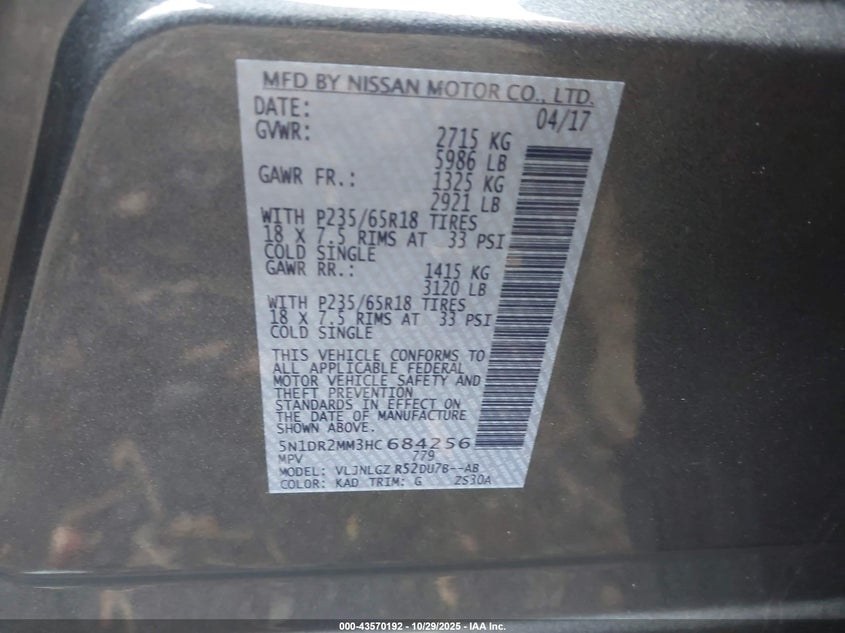 MFD BY NISSAN MOTOR CO., LTD.
DATE: 04/17
GVWR: 2715 KG
5986 LB
GAWR FR.: 1325 KG
2921 LB
WITH P235/65R18 TIRES
18 X 7.5 RIMS AT 33 PSI
COLD SINGLE
GAWR RR.: 1415 KG
3120 LB
WITH P235/65R18 TIRES
18 X 7.5 RIMS AT 33 PSI
COLD SINGLE
THIS VEHICLE CONFORMS TO
ALL APPLICABLE FEDERAL
MOTOR VEHICLE SAFETY AND
THEFT PREVENTION
STANDARDS IN EFFECT ON
THE DATE OF MANUFACTURE
SHOWN ABOVE.
5N1DR2MM3HC684256
MPV 779
MODEL: VLJNLGZ R52DU7B--AB
COLOR: KAD TRIM: G ZS30A
000-43570192 - 10/29/2025 - IAA Inc.